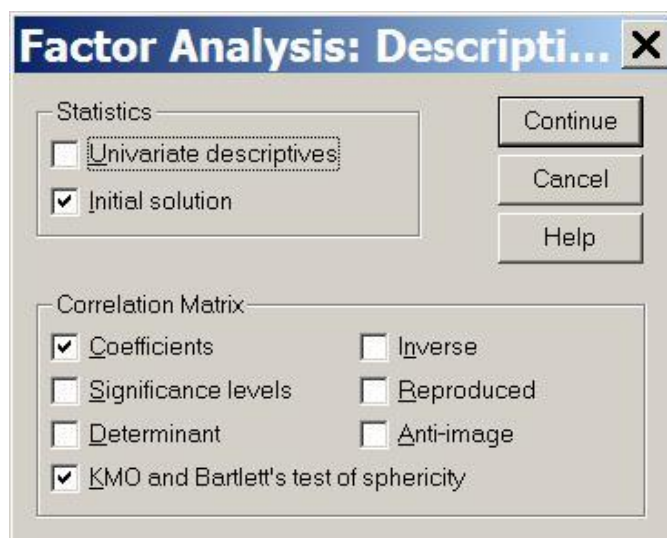 Factor Analysis: Descripti...
Statistics
Univariate descriptives
Initial solution
Continue
Cancel
Help
Correlation Matrix
Coefficients
Inverse
Significance levels
Reproduced
Determinant
Anti-image
KMO and Bartlett's test of sphericity